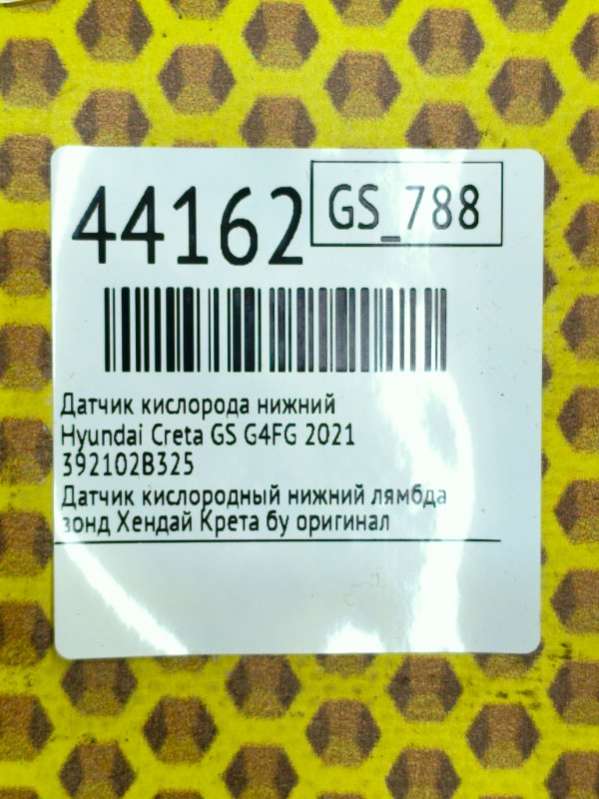 44162
GS_788
Датчик кислорода нижний
Hyundai Creta GS G4FG 2021
392102B325
Датчик кислородный нижний лямбда
зонд Хендай Крета бу оригинал